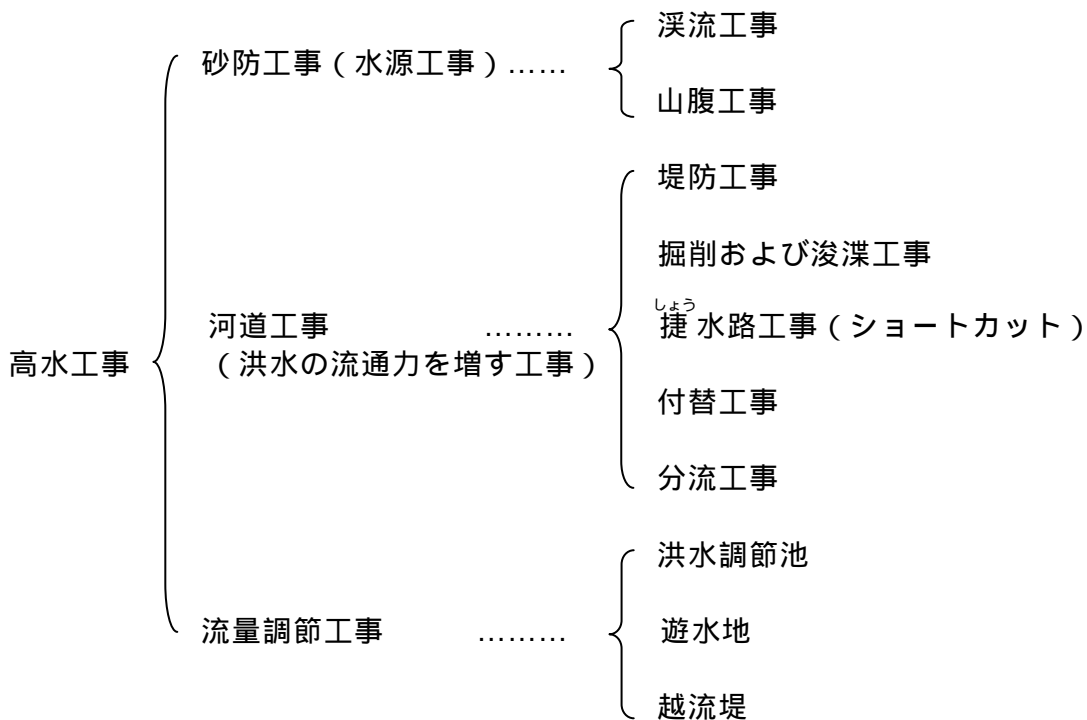 高水工事
砂防工事（水源工事）……
渓流工事
山腹工事
河道工事 ………
（洪水の流通力を増す工事）
堤防工事
掘削および浚渫工事
しょう
捷水路工事（ショートカット）
付替工事
分流工事
流量調節工事 ………
洪水調節池
遊水地
越流堤